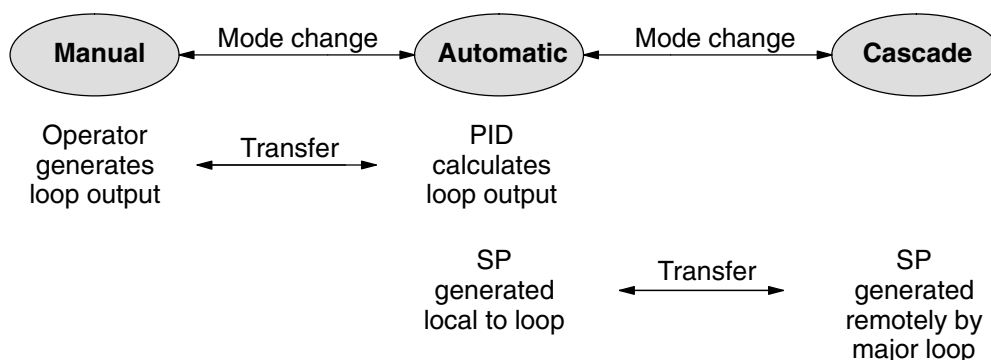 Manual
Mode change
Automatic
Mode change
Cascade
Operator
generates
loop output
Transfer
PID
calculates
loop output
SP
generated
local to loop
Transfer
SP
generated
remotely by
major loop